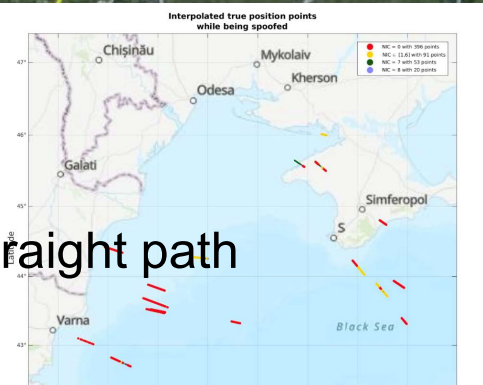 Interpolated true position points
while being spoofed
NIC = 0 with 396 points
NIC = [1,6] with 91 points
NIC = 7 with 53 points
NIC = 8 with 20 points
Chișinău
Mykolaiv
Kherson
Odesa
Galati
Simferopol
S
Varna
Black Sea
47°
46°
45°
44°
43°
Latitude
raight path